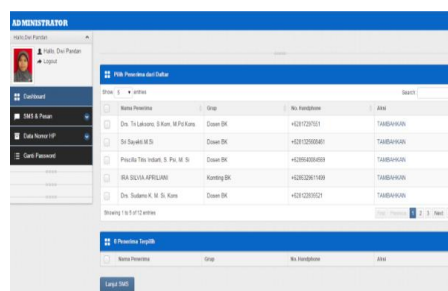 ADMINISTRATOR
Hallo, Dwi Pandan
Hallo, Dwi Pandan
Logout
Dashboard
SMS & Pesan
Data Nomer HP
Ganti Password
Pilih Penerima dari Daftar
Show 5 entries
Search:
Nama Penerima Grup No. Handphone Aksi
Drs. Tri Leksono, S.Kom, M.Pd Kons. Dosen BK TAMBAHKAN
Sri Sayekti,M.Si Dosen BK TAMBAHKAN
Priscilla Titis Indiarti, S. Psi, M. Si Dosen BK TAMBAHKAN
IRA SILVIA APRILIANI Konting BK TAMBAHKAN
Drs. Sudarno K, M. Si, Kons Dosen BK TAMBAHKAN
Showing 1 to 5 of 12 entries
First Previous 1 2 3 Next
0 Penerima Terpilih
Nama Penerima Grup No. Handphone Aksi
Lanjut SMS